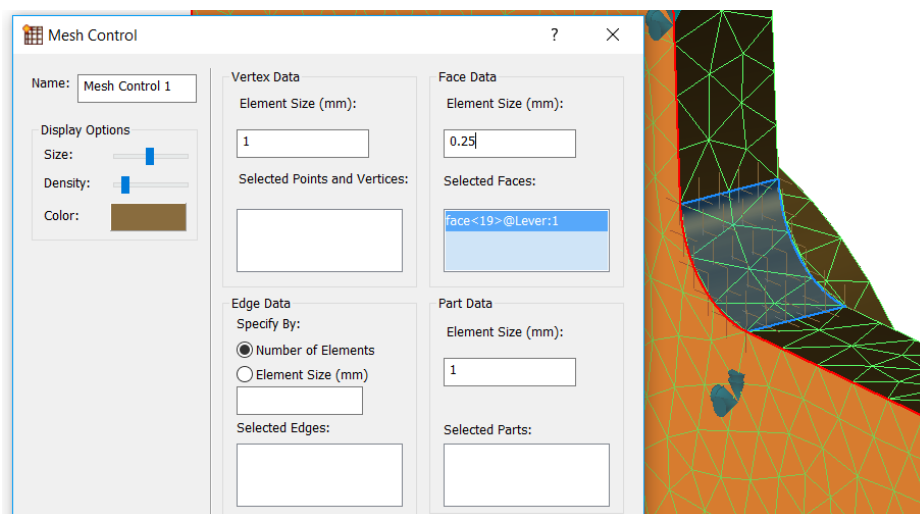 Mesh Control
?
Name:
Mesh Control 1
Display Options
Size:
Density:
Color:
Vertex Data
Element Size (mm):
1
Selected Points and Vertices:
Face Data
Element Size (mm):
0.25
Selected Faces:
face<19>@Lever:1
Edge Data
Specify By:
Number of Elements
Element Size (mm)
Selected Edges:
Part Data
Element Size (mm):
1
Selected Parts: